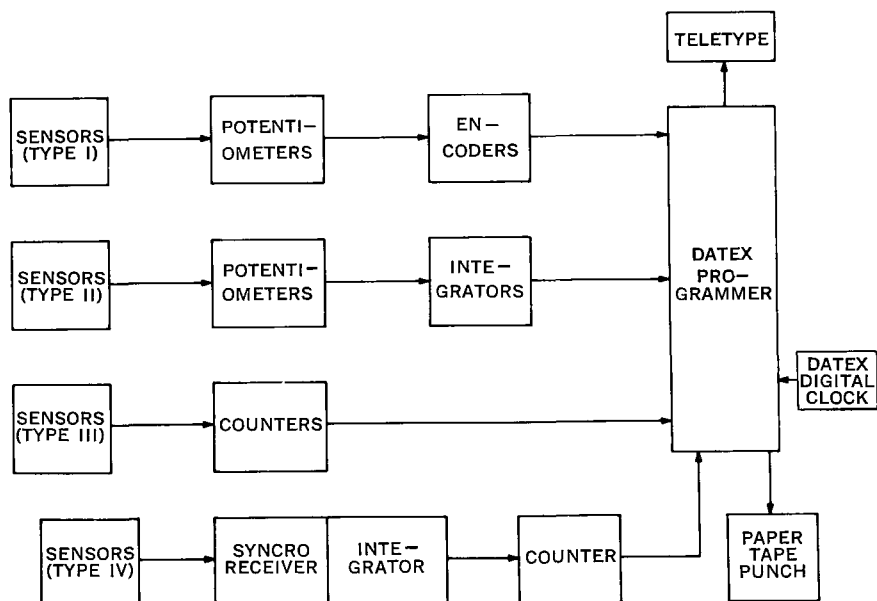 TELETYPE
SENSORS
(TYPE I)
POTENTI-
OMETERS
EN-
CODERS
SENSORS
(TYPE II)
POTENTI-
OMETERS
INTE-
GRATORS
DATEX
PRO-
GRAMMER
DATEX
DIGITAL
CLOCK
SENSORS
(TYPE III)
COUNTERS
SENSORS
(TYPE IV)
SYNCRO
RECEIVER
INTE-
GRATOR
COUNTER
PAPER
TAPE
PUNCH